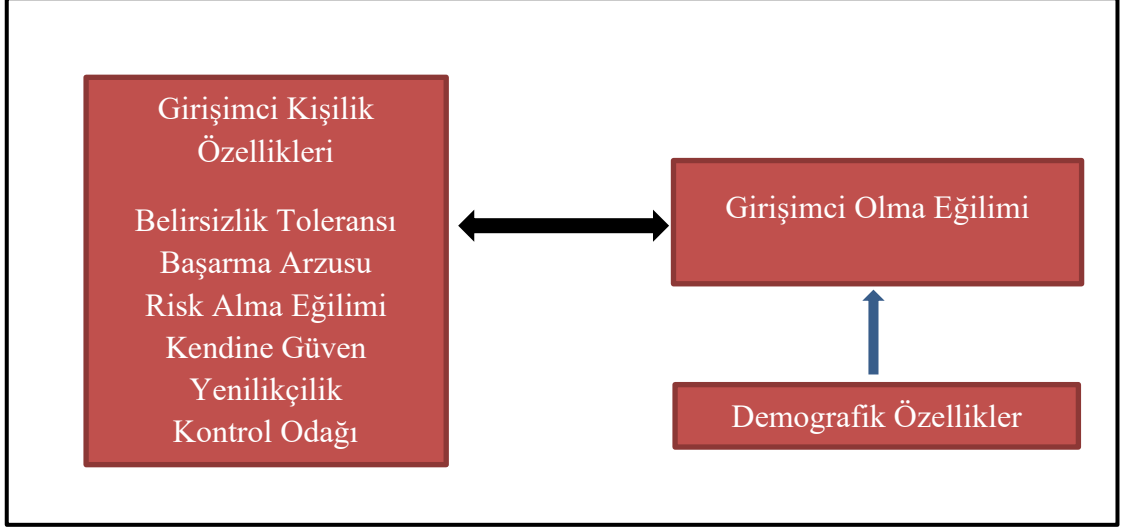 Girişimci Kişilik
Özellikleri
Belirsizlik Toleransı
Başarma Arzusu
Risk Alma Eğilimi
Kendine Güven
Yenilikçilik
Kontrol Odağı
Girişimci Olma Eğilimi
Demografik Özellikler